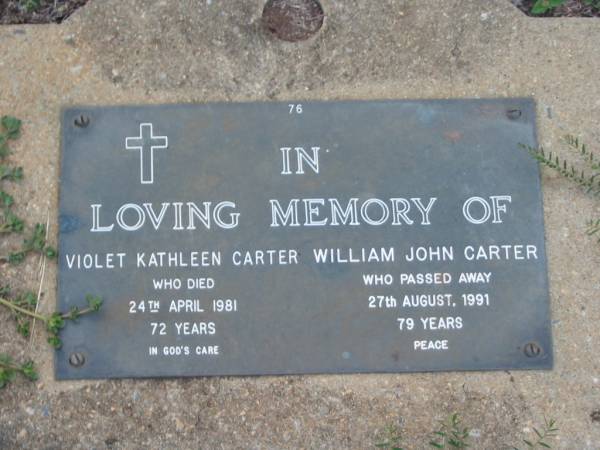 76
IN
LOVING MEMORY OF
VIOLET KATHLEEN CARTER WILLIAM JOHN CARTER
WHO DIED
24TH APRIL 1981
72 YEARS
IN GOD'S CARE
WHO PASSED AWAY
27th AUGUST, 1991
79 YEARS
PEACE